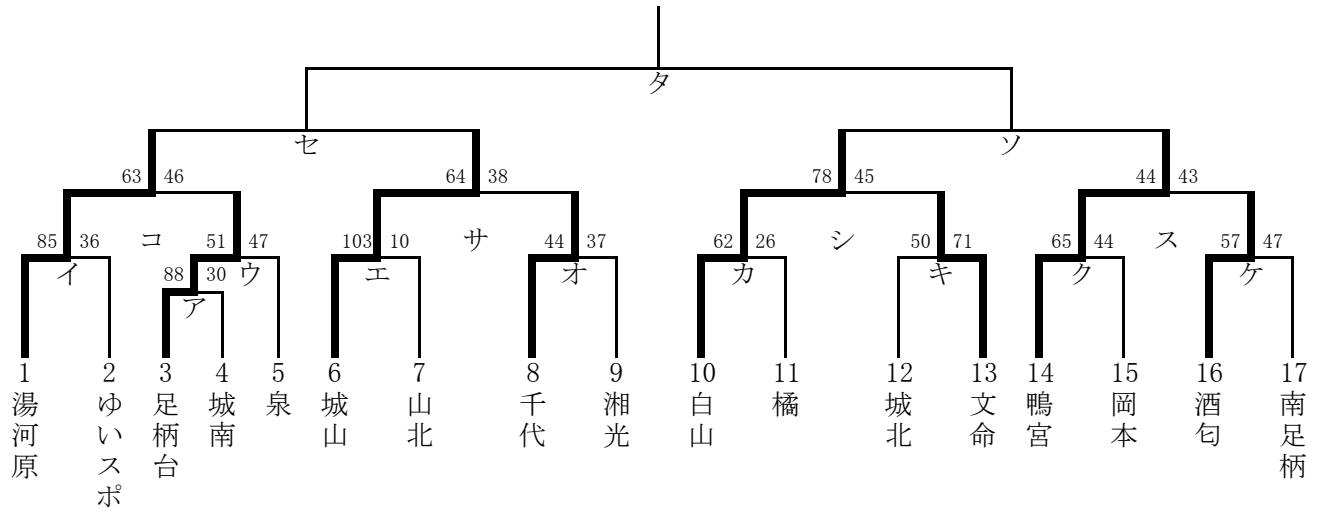 タ
セ ソ
63 46 64 38 78 45 44 43
コ サ シ ス
85 36 51 47 103 10 44 37 62 26 50 71 65 44 57 47
イ ウ エ オ カ キ ク ケ
88 30
ア
1 2 3 4 5 6 7 8 9 10 11 12 13 14 15 16 17
湯河原
ゆいスポ
足柄台
城南
泉
城山
山北
千代
湘光
白山
橘
城北
文命
鴨宮
岡本
酒匂
南足柄